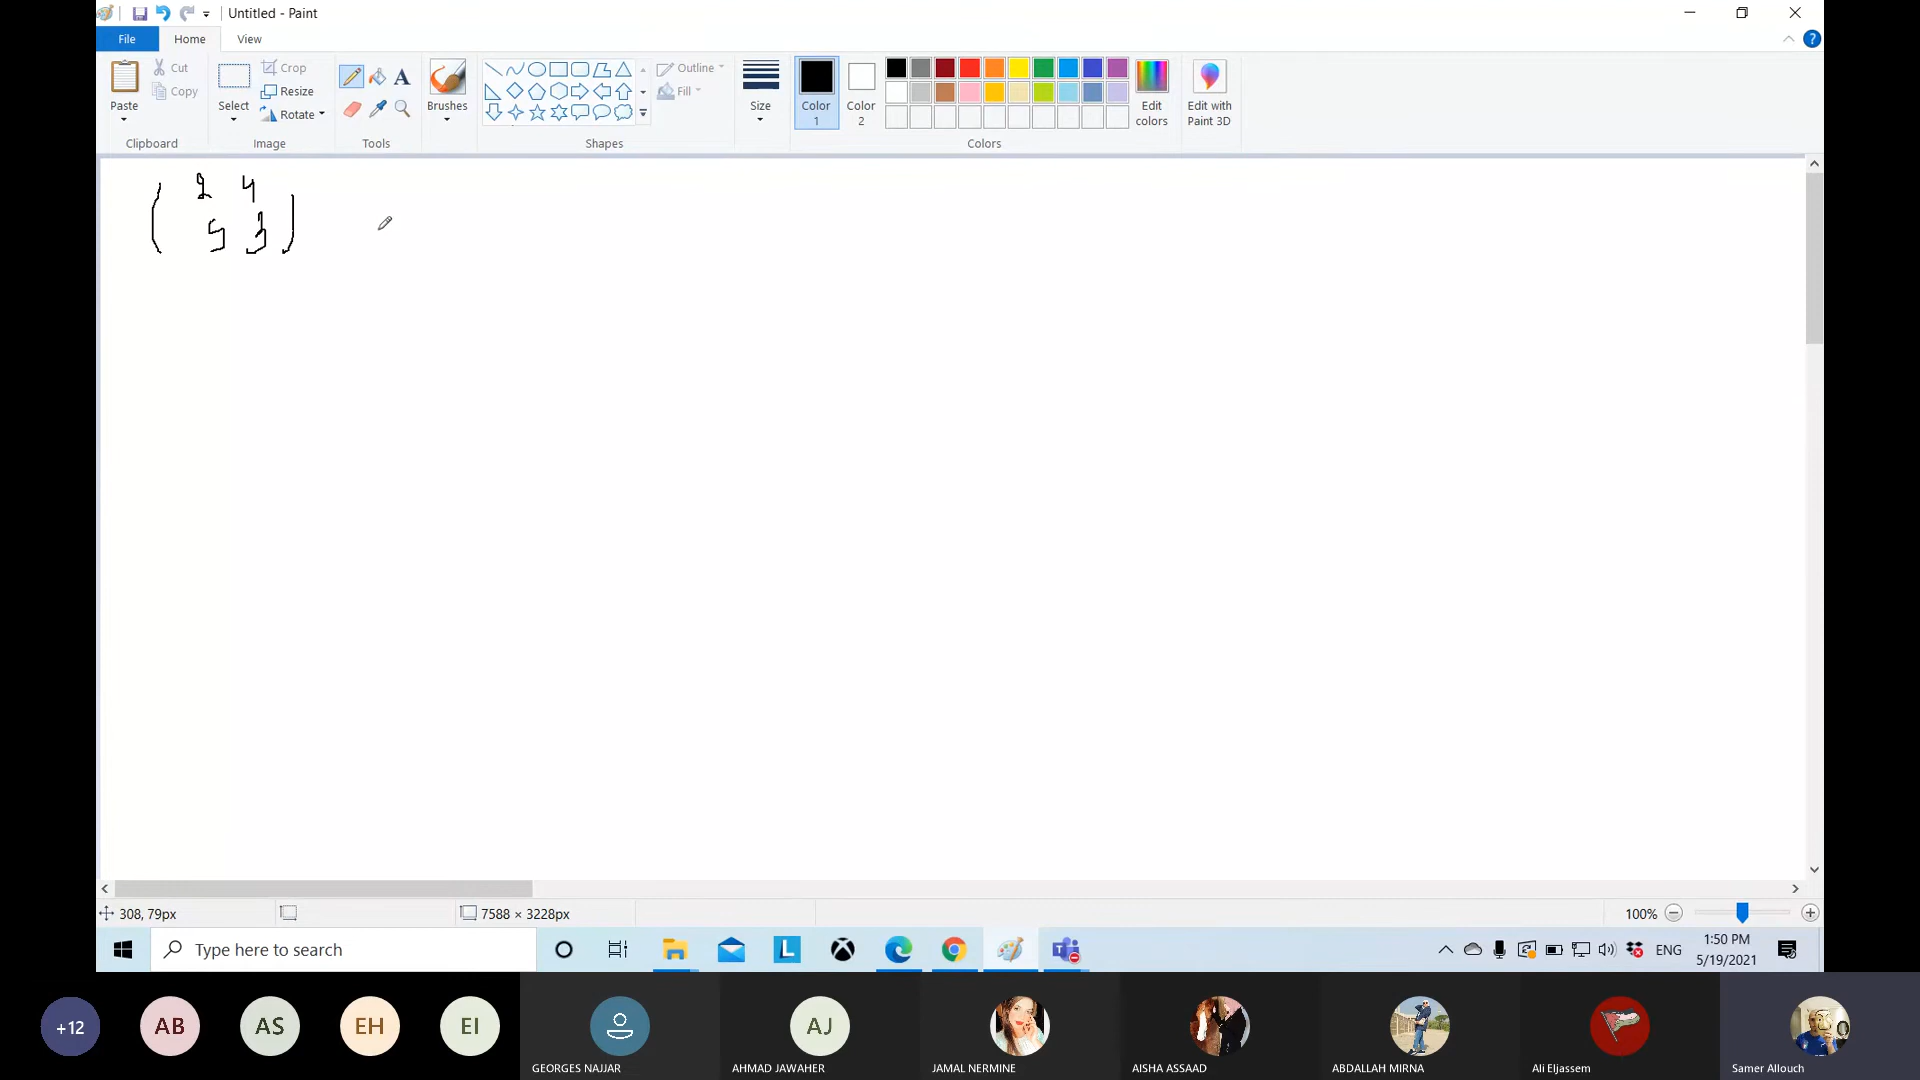 Untitled - Paint
File Home View
Paste
Cut
Copy
Clipboard
Select
Crop
Resize
Rotate
Image
Tools
Brushes
Shapes
Outline
Fill
Size
Color 1
Color 2
Edit colors
Colors
Edit with Paint 3D
( 2 4
5 3 )
308, 79px
7588 × 3228px
100%
Type here to search
ENG
1:50 PM
5/19/2021
+12 AB AS EH EI AJ
GEORGES NAJJAR AHMAD JAWAHER JAMAL NERMINE AISHA ASSAAD ABDALLAH MIRNA Ali Eljassem Samer Allouch